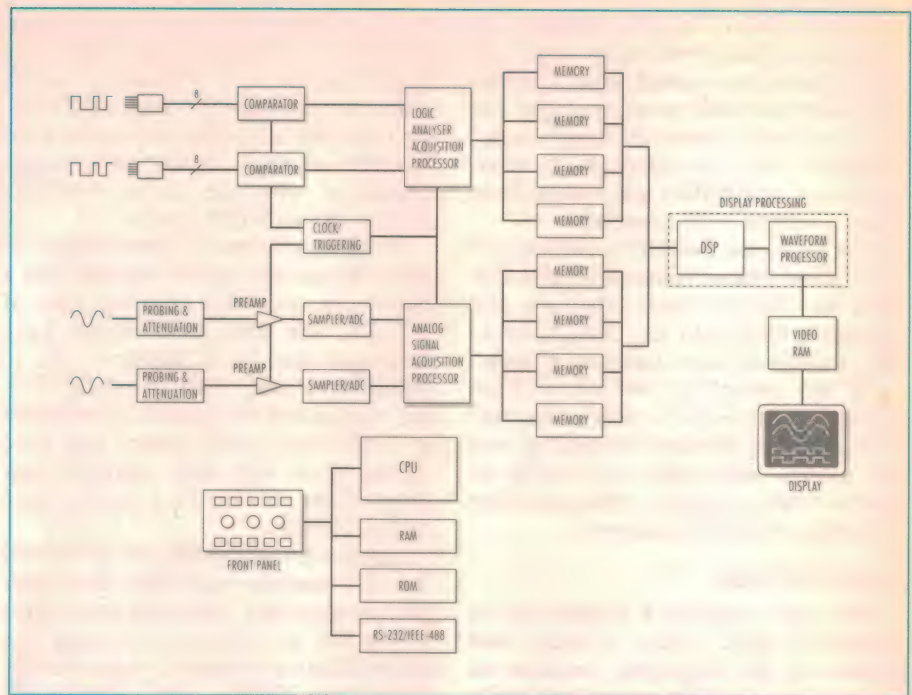 8
COMPARATOR
8
COMPARATOR
LOGIC
ANALYSER
ACQUISITION
PROCESSOR
CLOCK/
TRIGGERING
PROBING &
ATTENUATION
PREAMP
SAMPLER/ADC
PROBING &
ATTENUATION
PREAMP
SAMPLER/ADC
ANALOG
SIGNAL
ACQUISITION
PROCESSOR
MEMORY
MEMORY
MEMORY
MEMORY
MEMORY
MEMORY
MEMORY
MEMORY
DISPLAY PROCESSING
DSP
WAVEFORM
PROCESSOR
VIDEO
RAM
DISPLAY
FRONT PANEL
CPU
RAM
ROM
RS-232/IEEE-488